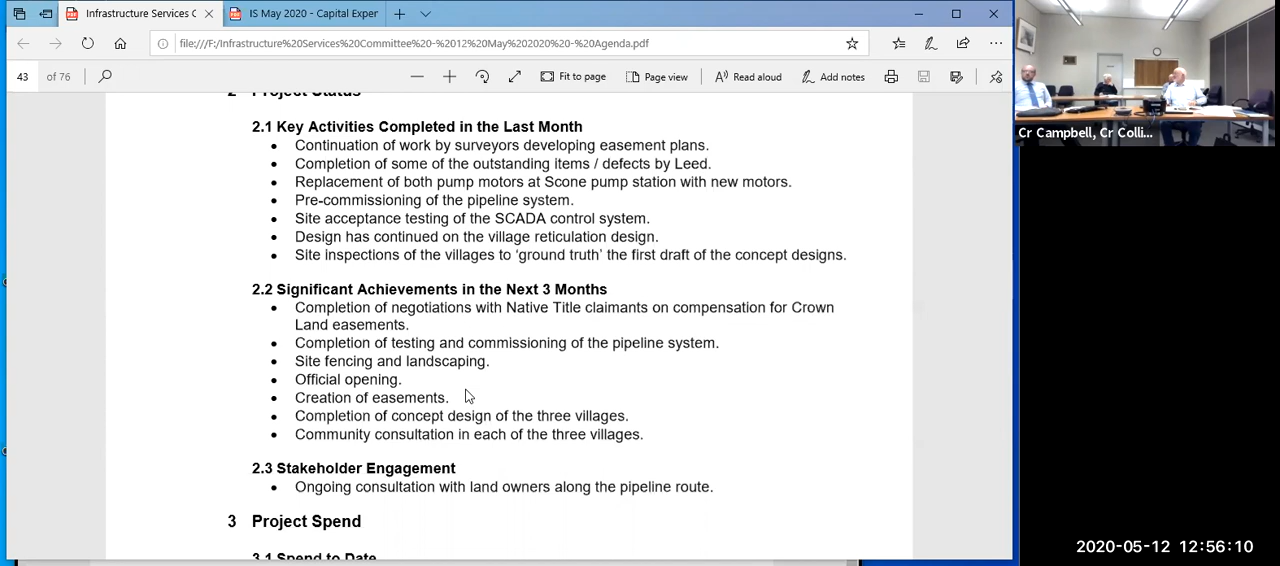 Infrastructure Services C
IS May 2020 - Capital Exper
file:///F:/Infrastructure%20Services%20Committee%20-%2012%20May%202020%20-%20Agenda.pdf
43 of 76
Fit to page
Page view
Read aloud
Add notes
2 Project Status
2.1 Key Activities Completed in the Last Month
• Continuation of work by surveyors developing easement plans.
• Completion of some of the outstanding items / defects by Leed.
• Replacement of both pump motors at Scone pump station with new motors.
• Pre-commissioning of the pipeline system.
• Site acceptance testing of the SCADA control system.
• Design has continued on the village reticulation design.
• Site inspections of the villages to ‘ground truth’ the first draft of the concept designs.
2.2 Significant Achievements in the Next 3 Months
• Completion of negotiations with Native Title claimants on compensation for Crown
Land easements.
• Completion of testing and commissioning of the pipeline system.
• Site fencing and landscaping.
• Official opening.
• Creation of easements.
• Completion of concept design of the three villages.
• Community consultation in each of the three villages.
2.3 Stakeholder Engagement
• Ongoing consultation with land owners along the pipeline route.
3 Project Spend
3.1 Spend to Date
Cr Campbell, Cr Colli...
2020-05-12 12:56:10